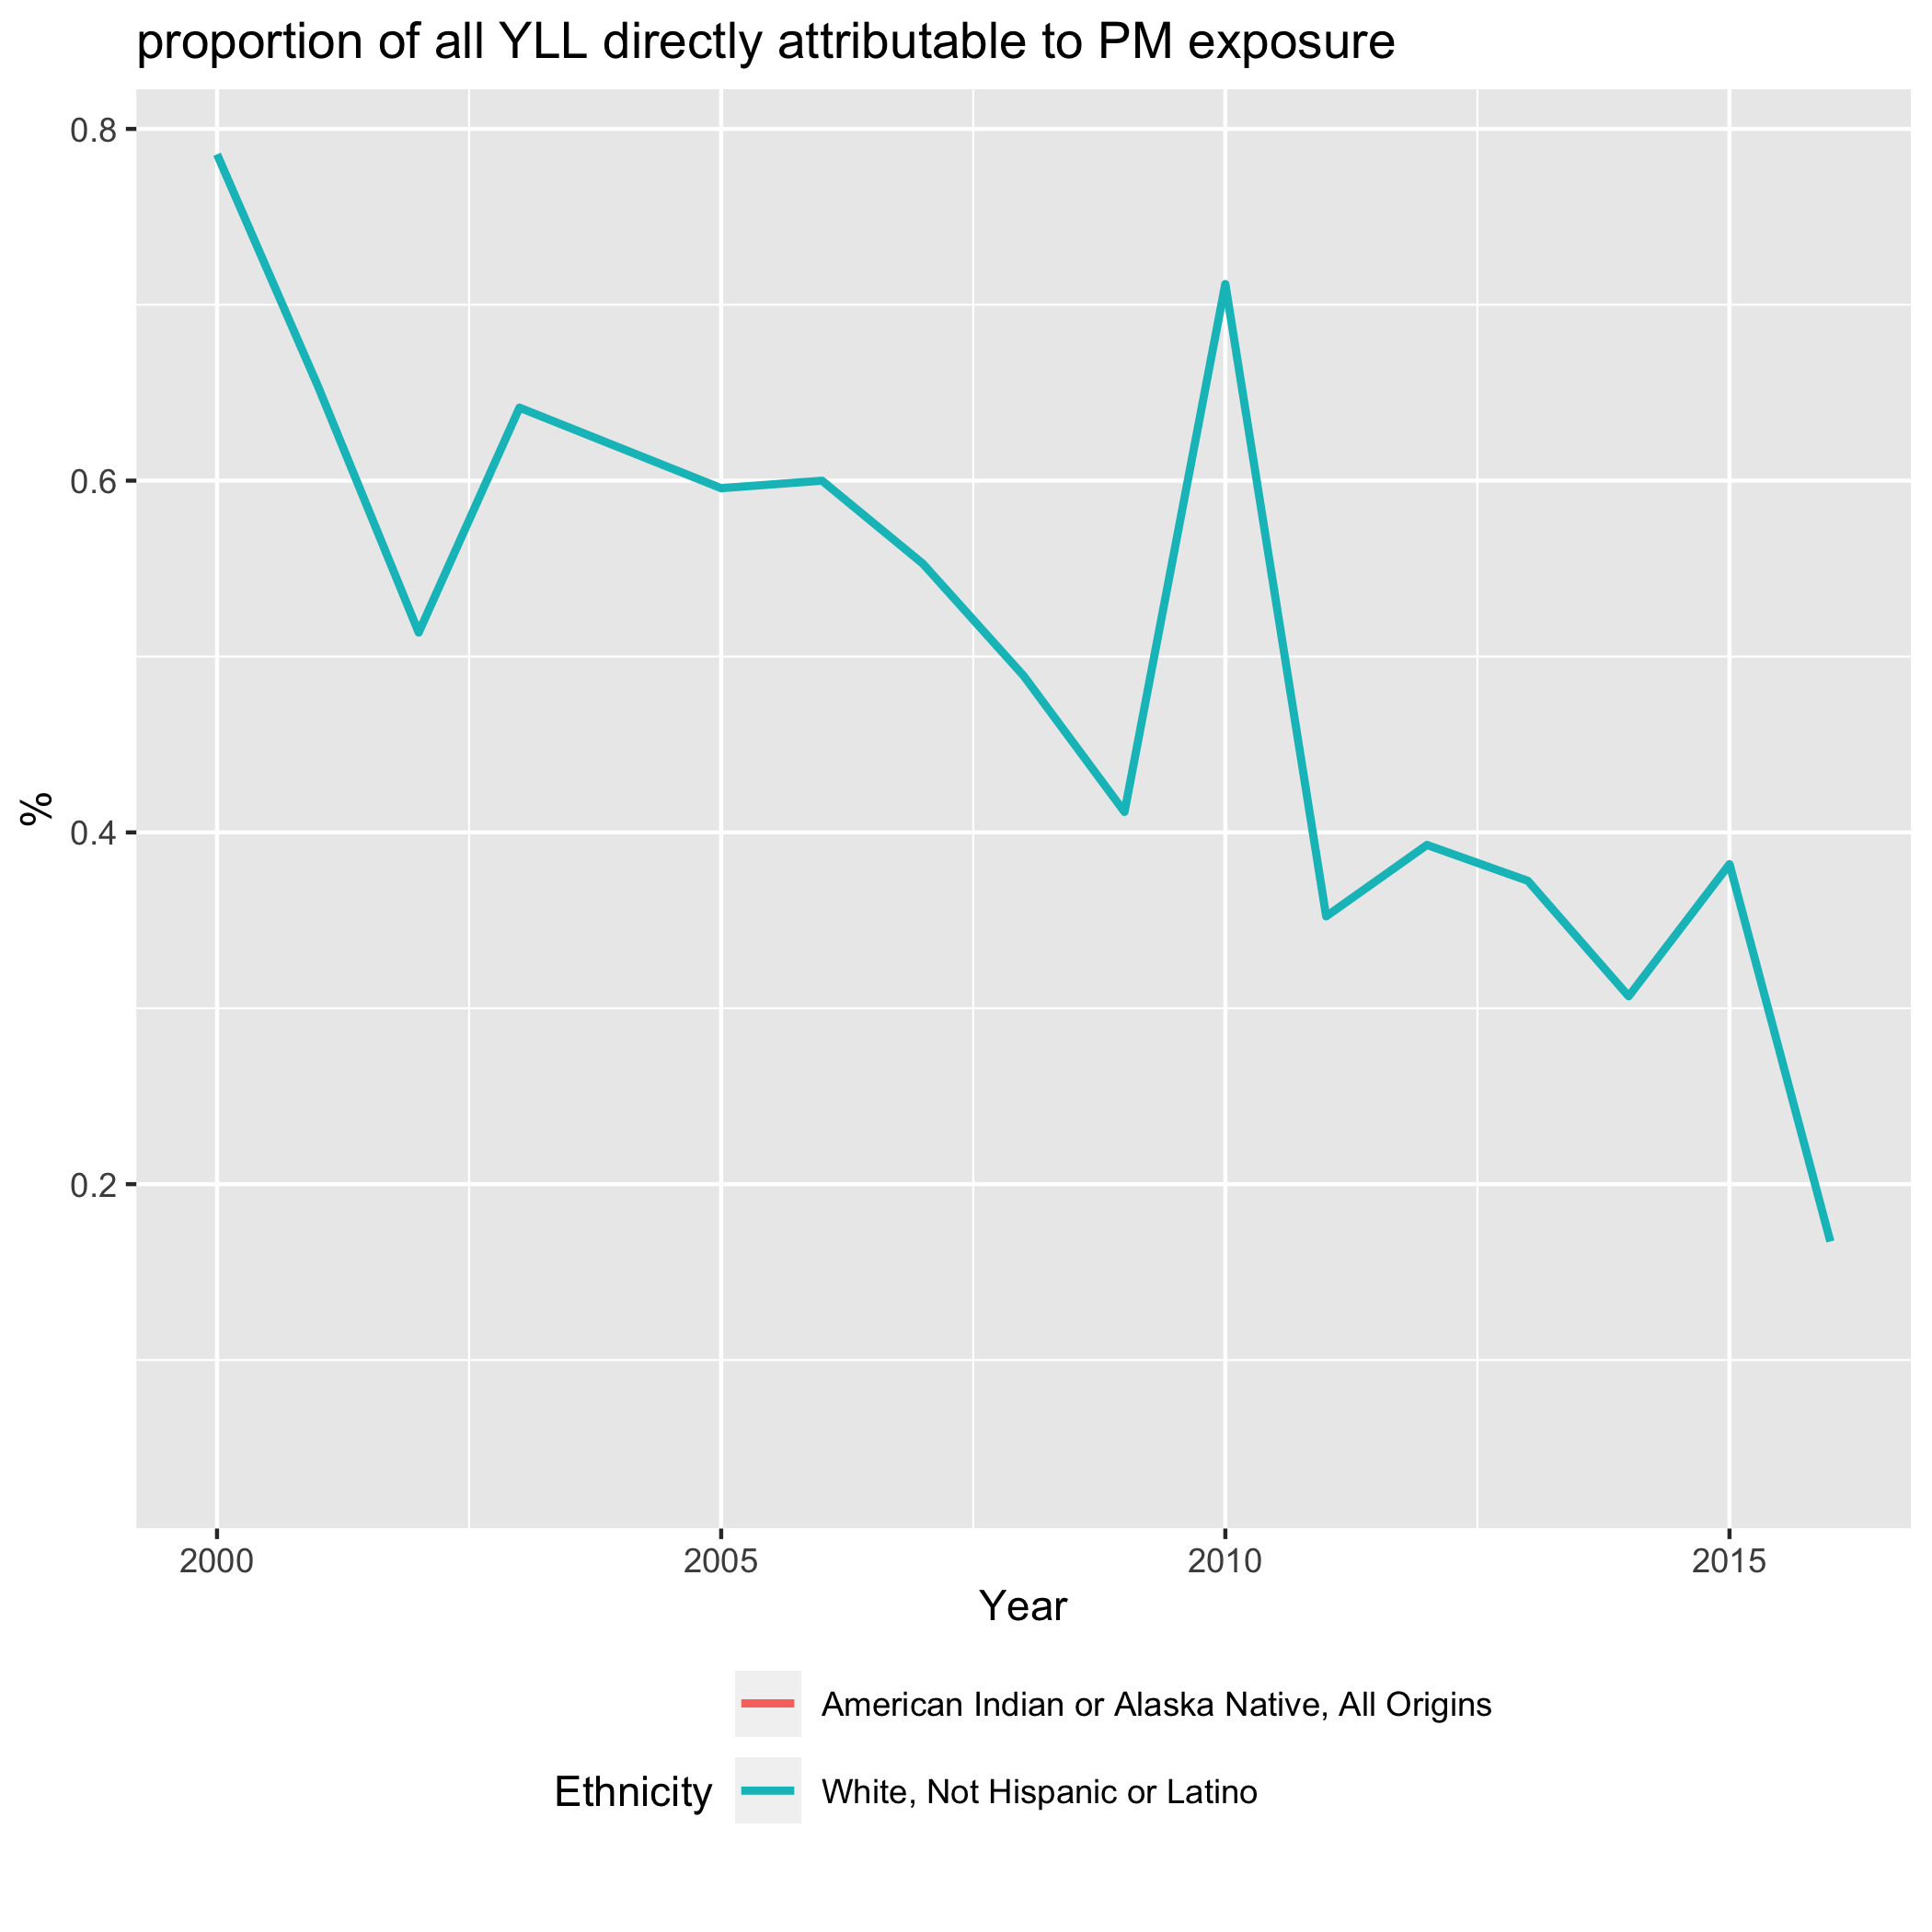 proportion of all YLL directly attributable to PM exposure
0.8
0.6
0.4
0.2
%
2000 2005 2010 2015
Year
American Indian or Alaska Native, All Origins
Ethnicity White, Not Hispanic or Latino